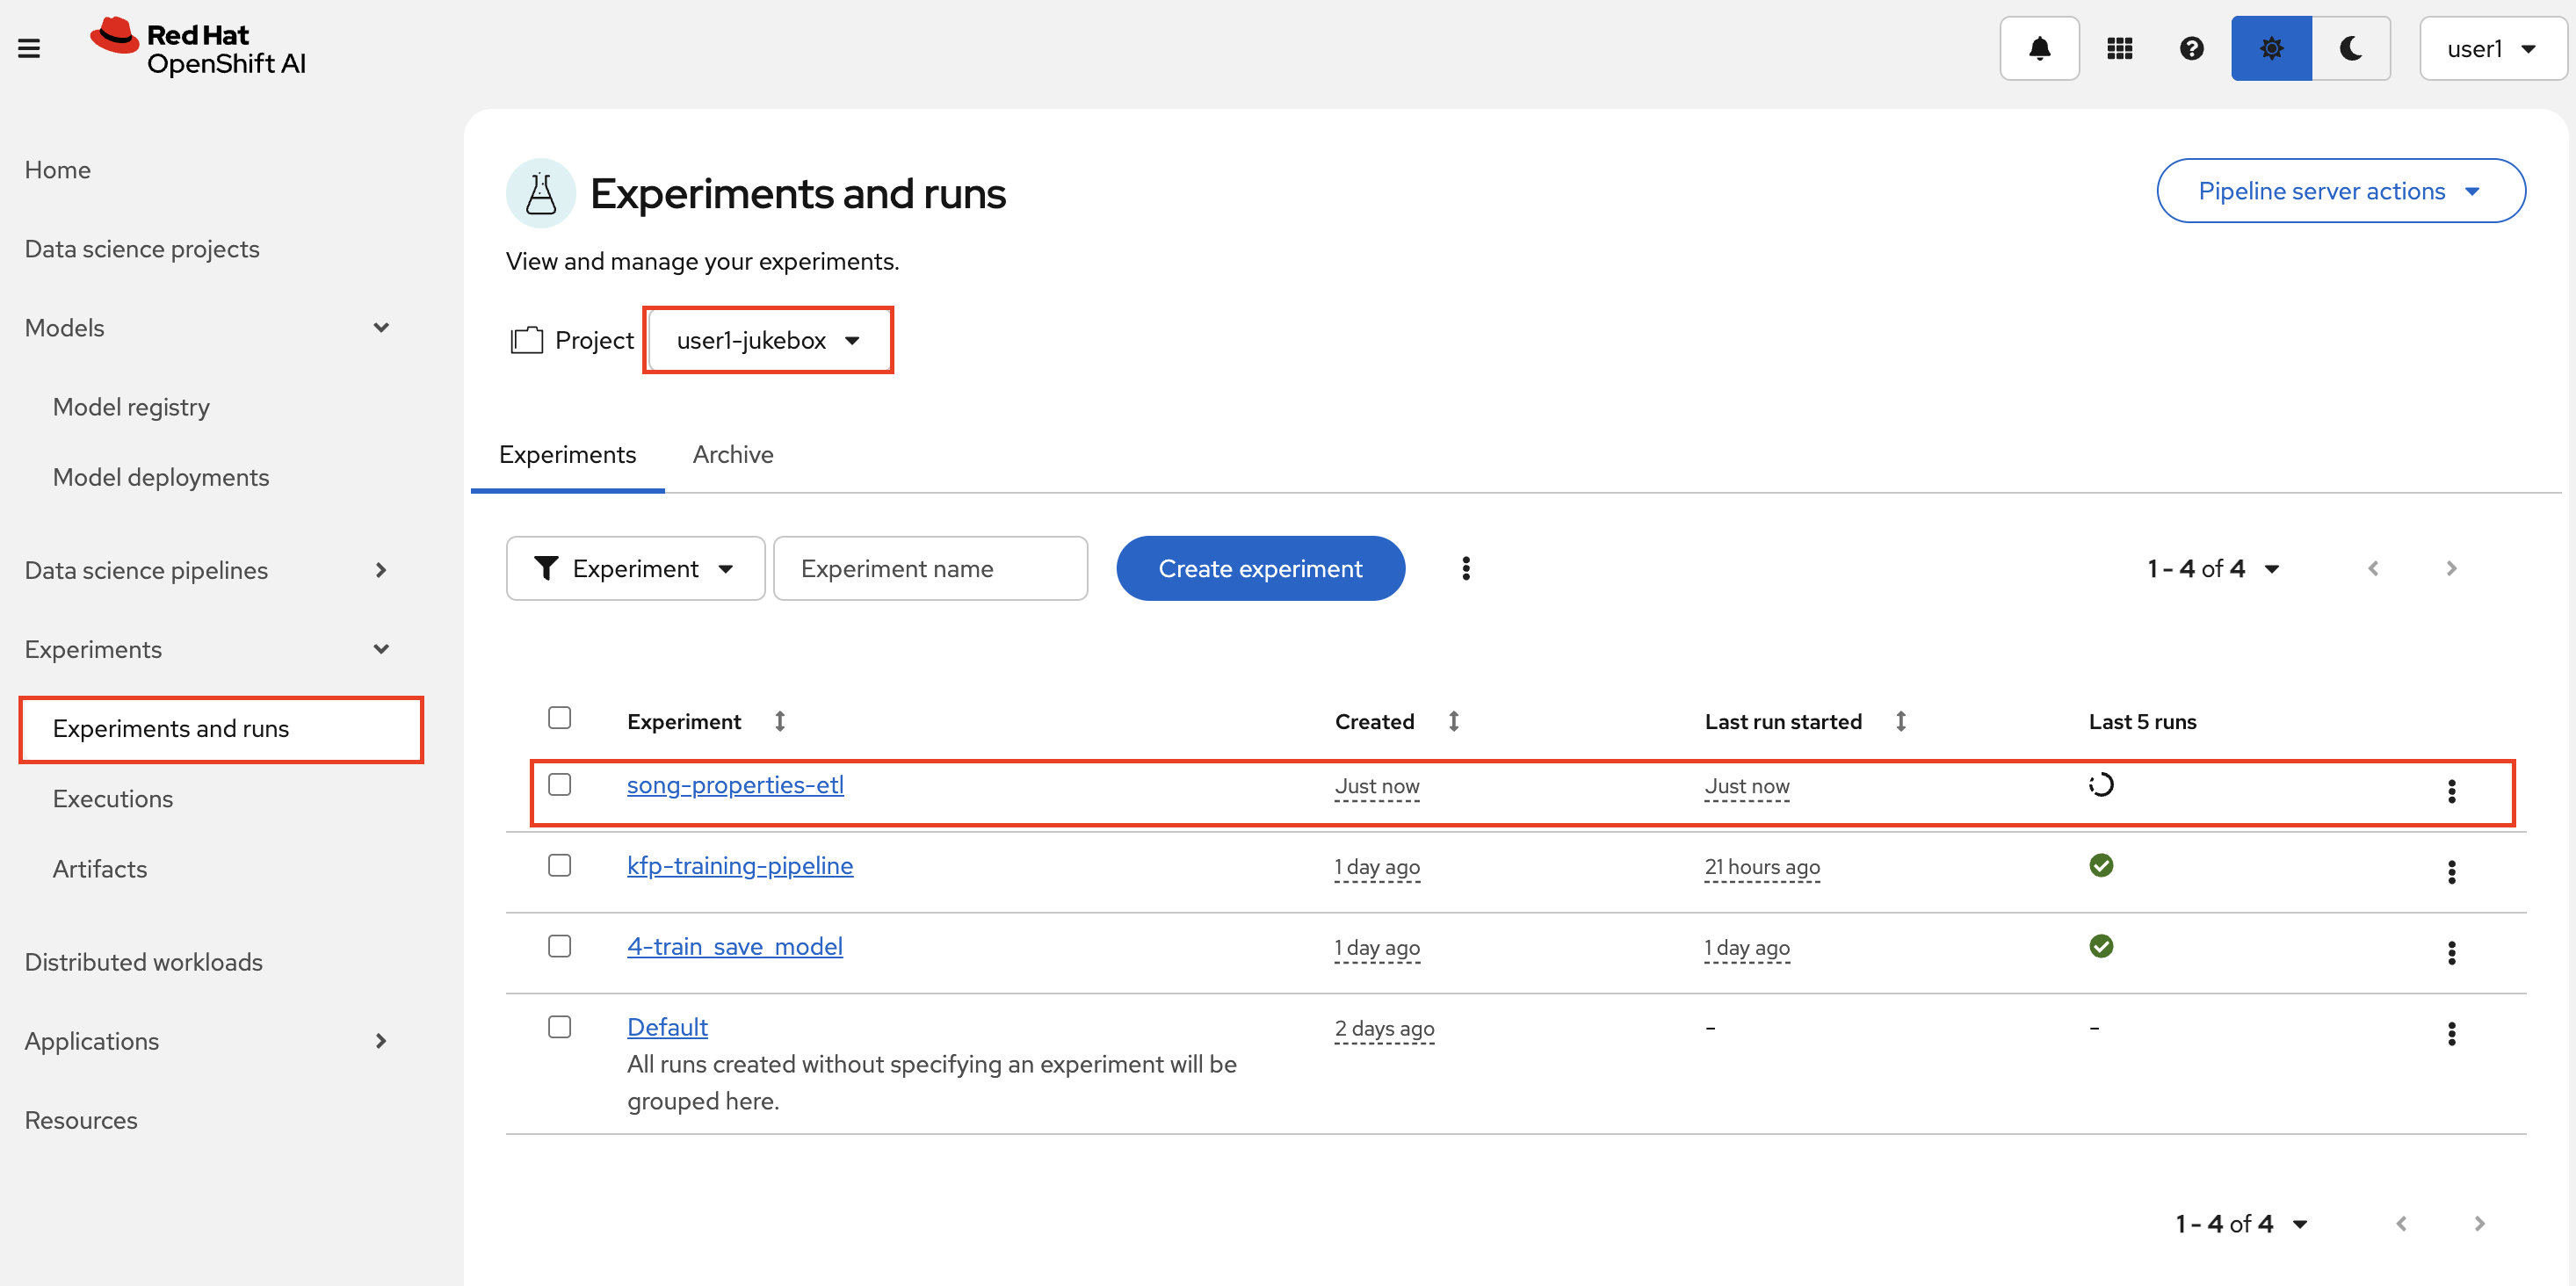 Red Hat
OpenShift AI
user1
Home
Data science projects
Models
Model registry
Model deployments
Data science pipelines
Experiments
Experiments and runs
Executions
Artifacts
Distributed workloads
Applications
Resources
Experiments and runs
Pipeline server actions
View and manage your experiments.
Project user1-jukebox
Experiments Archive
Experiment Experiment name Create experiment 1 - 4 of 4
Experiment Created Last run started Last 5 runs
song-properties-etl Just now Just now
kfp-training-pipeline 1 day ago 21 hours ago
4-train_save_model 1 day ago 1 day ago
Default 2 days ago - -
All runs created without specifying an experiment will be
grouped here.
1 - 4 of 4